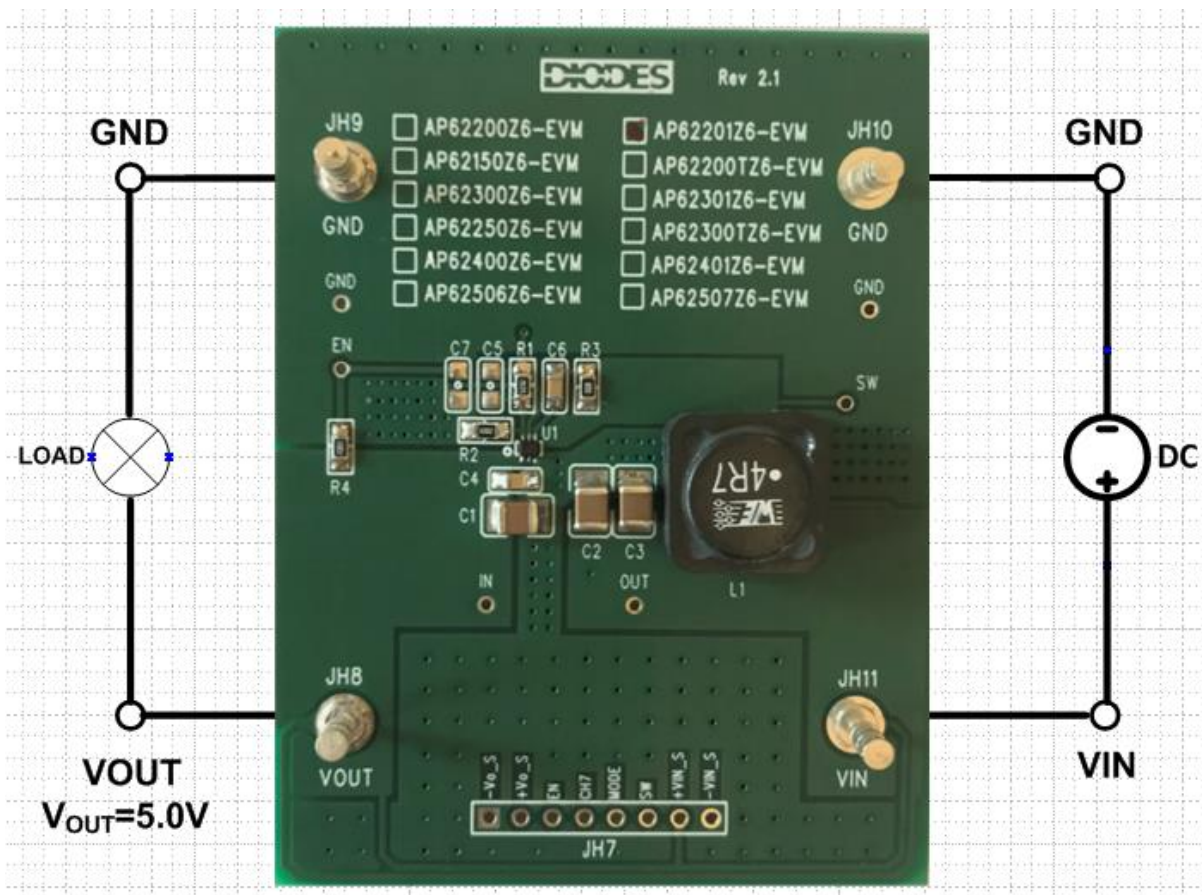 DIODES Rev 2.1
GND
JH9
AP62200Z6-EVM
AP62201Z6-EVM
JH10
GND
AP62150Z6-EVM
AP62200TZ6-EVM
AP62300Z6-EVM
AP62301Z6-EVM
GND
AP62250Z6-EVM
AP62300TZ6-EVM
GND
AP62400Z6-EVM
AP62401Z6-EVM
GND
AP62506Z6-EVM
AP62507Z6-EVM
GND
EN
C7 C5 R1 C6 R3
SW
U1
LOAD
R2
DC
R4
C4
4R7
WE
C1
C2 C3
IN
OUT
L1
JH8
JH11
VOUT
VIN
VOUT
VIN
VOUT=5.0V
-Vo_S
+Vo_S
EN
CH7
MODE
SW
+VIN_S
-VIN_S
JH7